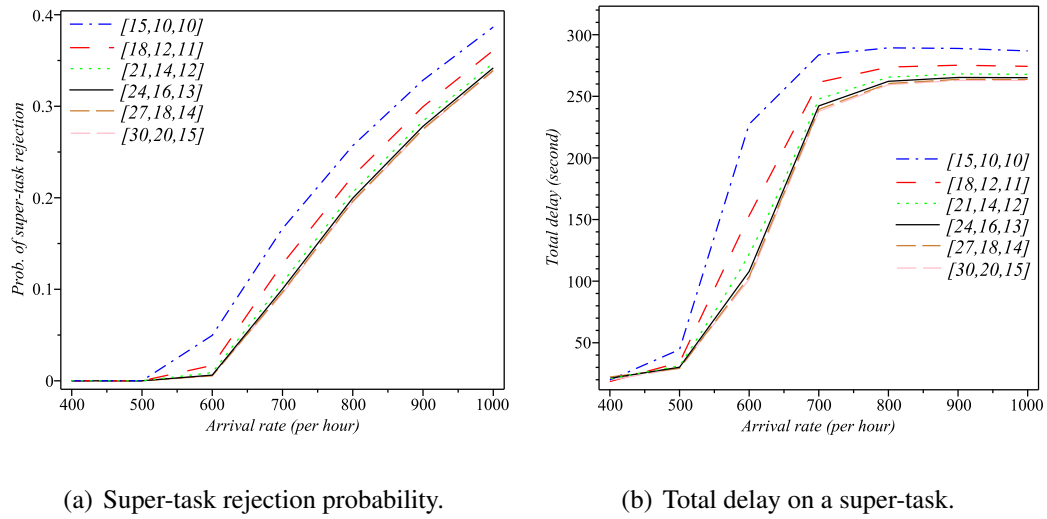 0.4
0.3
0.2
0.1
0
Prob. of super-task rejection
[15,10,10]
[18,12,11]
[21,14,12]
[24,16,13]
[27,18,14]
[30,20,15]
400 500 600 700 800 900 1000
Arrival rate (per hour)
(a) Super-task rejection probability.
300
250
200
150
100
50
Total delay (second)
[15,10,10]
[18,12,11]
[21,14,12]
[24,16,13]
[27,18,14]
[30,20,15]
400 500 600 700 800 900 1000
Arrival rate (per hour)
(b) Total delay on a super-task.